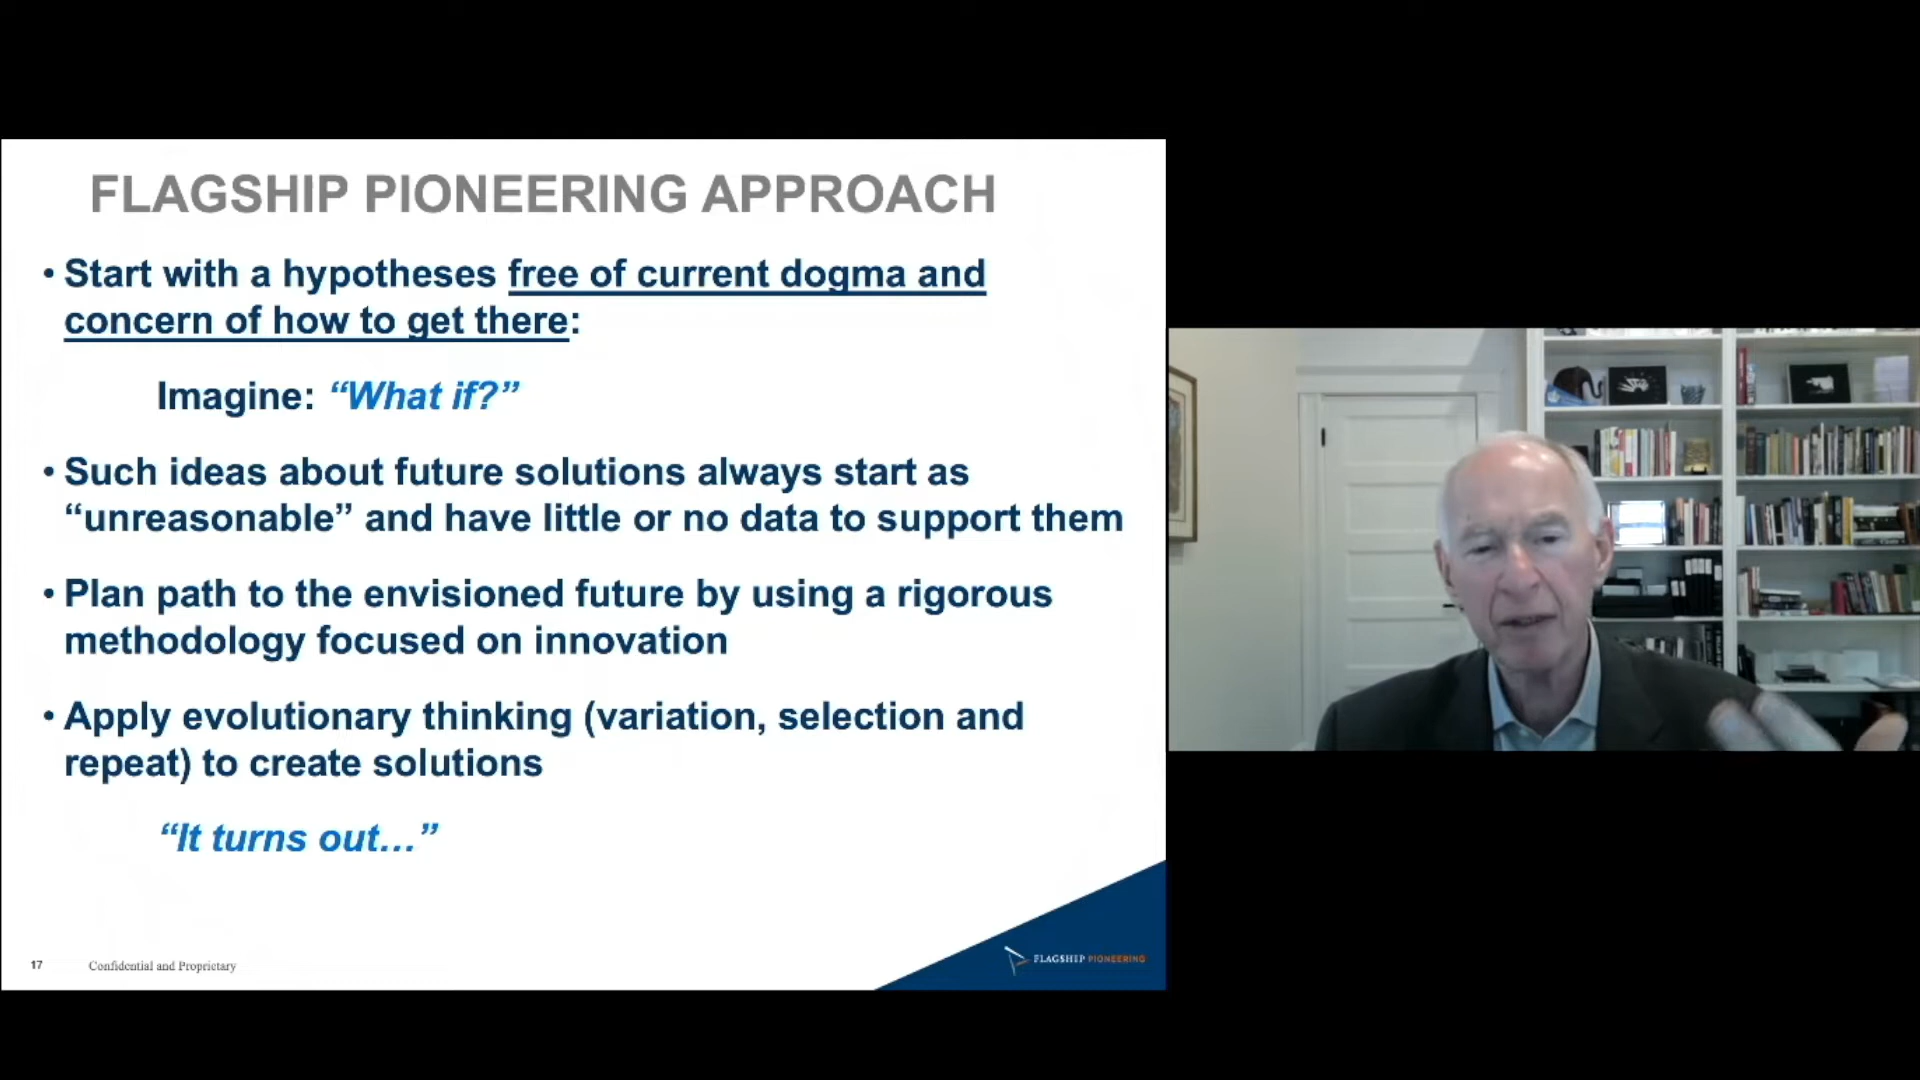 FLAGSHIP PIONEERING APPROACH
• Start with a hypotheses free of current dogma and
concern of how to get there:
Imagine: “What if?”
• Such ideas about future solutions always start as
“unreasonable” and have little or no data to support them
• Plan path to the envisioned future by using a rigorous
methodology focused on innovation
• Apply evolutionary thinking (variation, selection and
repeat) to create solutions
“It turns out…”
17 Confidential and Proprietary
FLAGSHIP PIONEERING